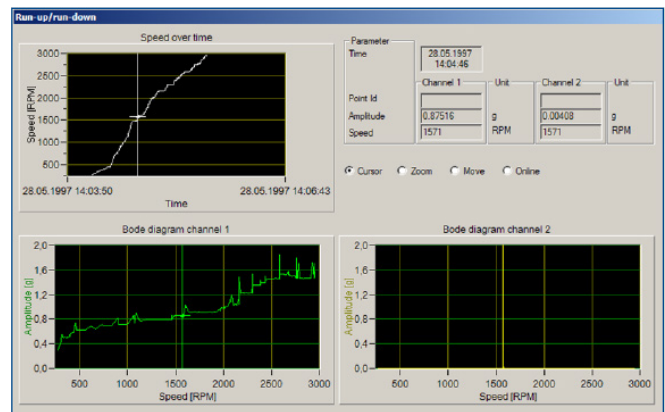 Run-up/run-down
Speed over time
Speed [RPM]
3000
2500
2000
1500
1000
500
28.05.1997 14:03:50
28.05.1997 14:06:43
Time
Parameter
Time
28.05.1997
14:04:46
Channel 1
Unit
Channel 2
Unit
Point Id
Amplitude
0.87516
g
0.00408
g
Speed
1571
RPM
1571
RPM
Cursor
Zoom
Move
Online
Bode diagram channel 1
Amplitude [g]
2,0
1,6
1,2
0,8
0,4
0,0
500
1000
1500
2000
2500
3000
Speed [RPM]
Bode diagram channel 2
Amplitude [g]
2,0
1,6
1,2
0,8
0,4
0,0
500
1000
1500
2000
2500
3000
Speed [RPM]